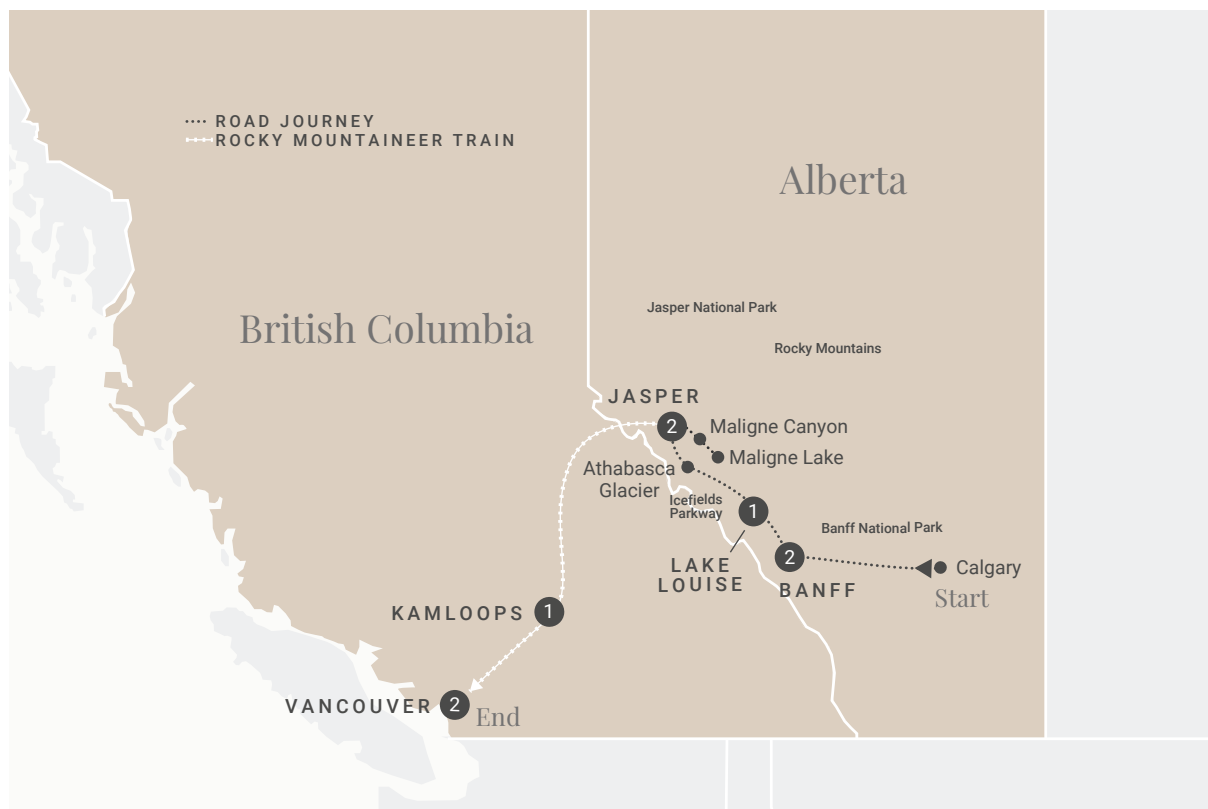 ROAD JOURNEY
ROCKY MOUNTAINEER TRAIN
Alberta
British Columbia
Jasper National Park
Rocky Mountains
JASPER
2
Maligne Canyon
Maligne Lake
Athabasca
Glacier
Icefields
Parkway
1
LAKE
LOUISE
Banff National Park
2
BANFF
Calgary
Start
KAMLOOPS
1
VANCOUVER
2
End